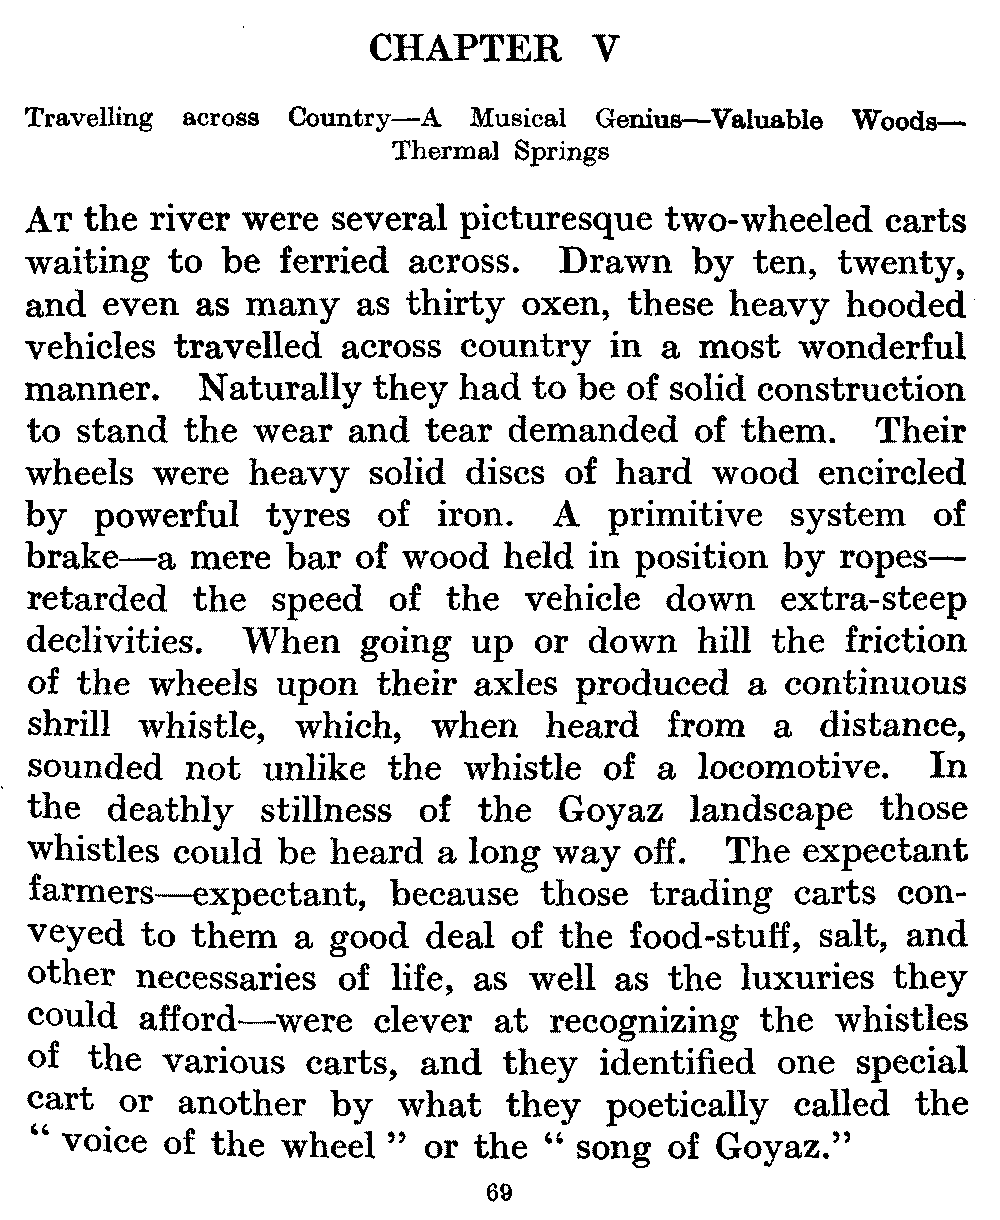 CHAPTER V
Travelling across Country—A Musical Genius—Valuable Woods—
Thermal Springs
At the river were several picturesque two-wheeled carts
waiting to be ferried across. Drawn by ten, twenty,
and even as many as thirty oxen, these heavy hooded
vehicles travelled across country in a most wonderful
manner. Naturally they had to be of solid construction
to stand the wear and tear demanded of them. Their
wheels were heavy solid discs of hard wood encircled
by powerful tyres of iron. A primitive system of
brake—a mere bar of wood held in position by ropes—
retarded the speed of the vehicle down extra-steep
declivities. When going up or down hill the friction
of the wheels upon their axles produced a continuous
shrill whistle, which, when heard from a distance,
sounded not unlike the whistle of a locomotive. In
the deathly stillness of the Goyaz landscape those
whistles could be heard a long way off. The expectant
farmers—expectant, because those trading carts con-
veyed to them a good deal of the food-stuff, salt, and
other necessaries of life, as well as the luxuries they
could afford—were clever at recognizing the whistles
of the various carts, and they identified one special
cart or another by what they poetically called the
“ voice of the wheel ” or the “ song of Goyaz.”
69